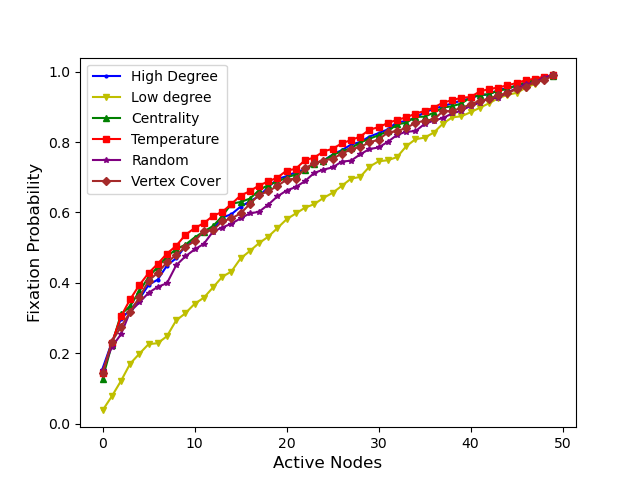 1.0
0.8
0.6
0.4
0.2
0.0
Fixation Probability
High Degree
Low degree
Centrality
Temperature
Random
Vertex Cover
0 10 20 30 40 50
Active Nodes